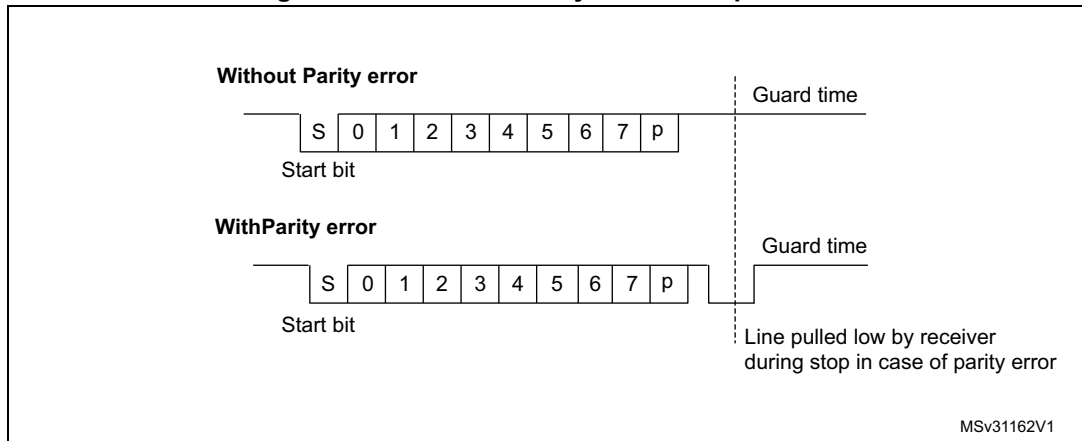 Without Parity error
Guard time
S 0 1 2 3 4 5 6 7 p
Start bit
WithParity error
Guard time
S 0 1 2 3 4 5 6 7 p
Start bit
Line pulled low by receiver
during stop in case of parity error
MSv31162V1